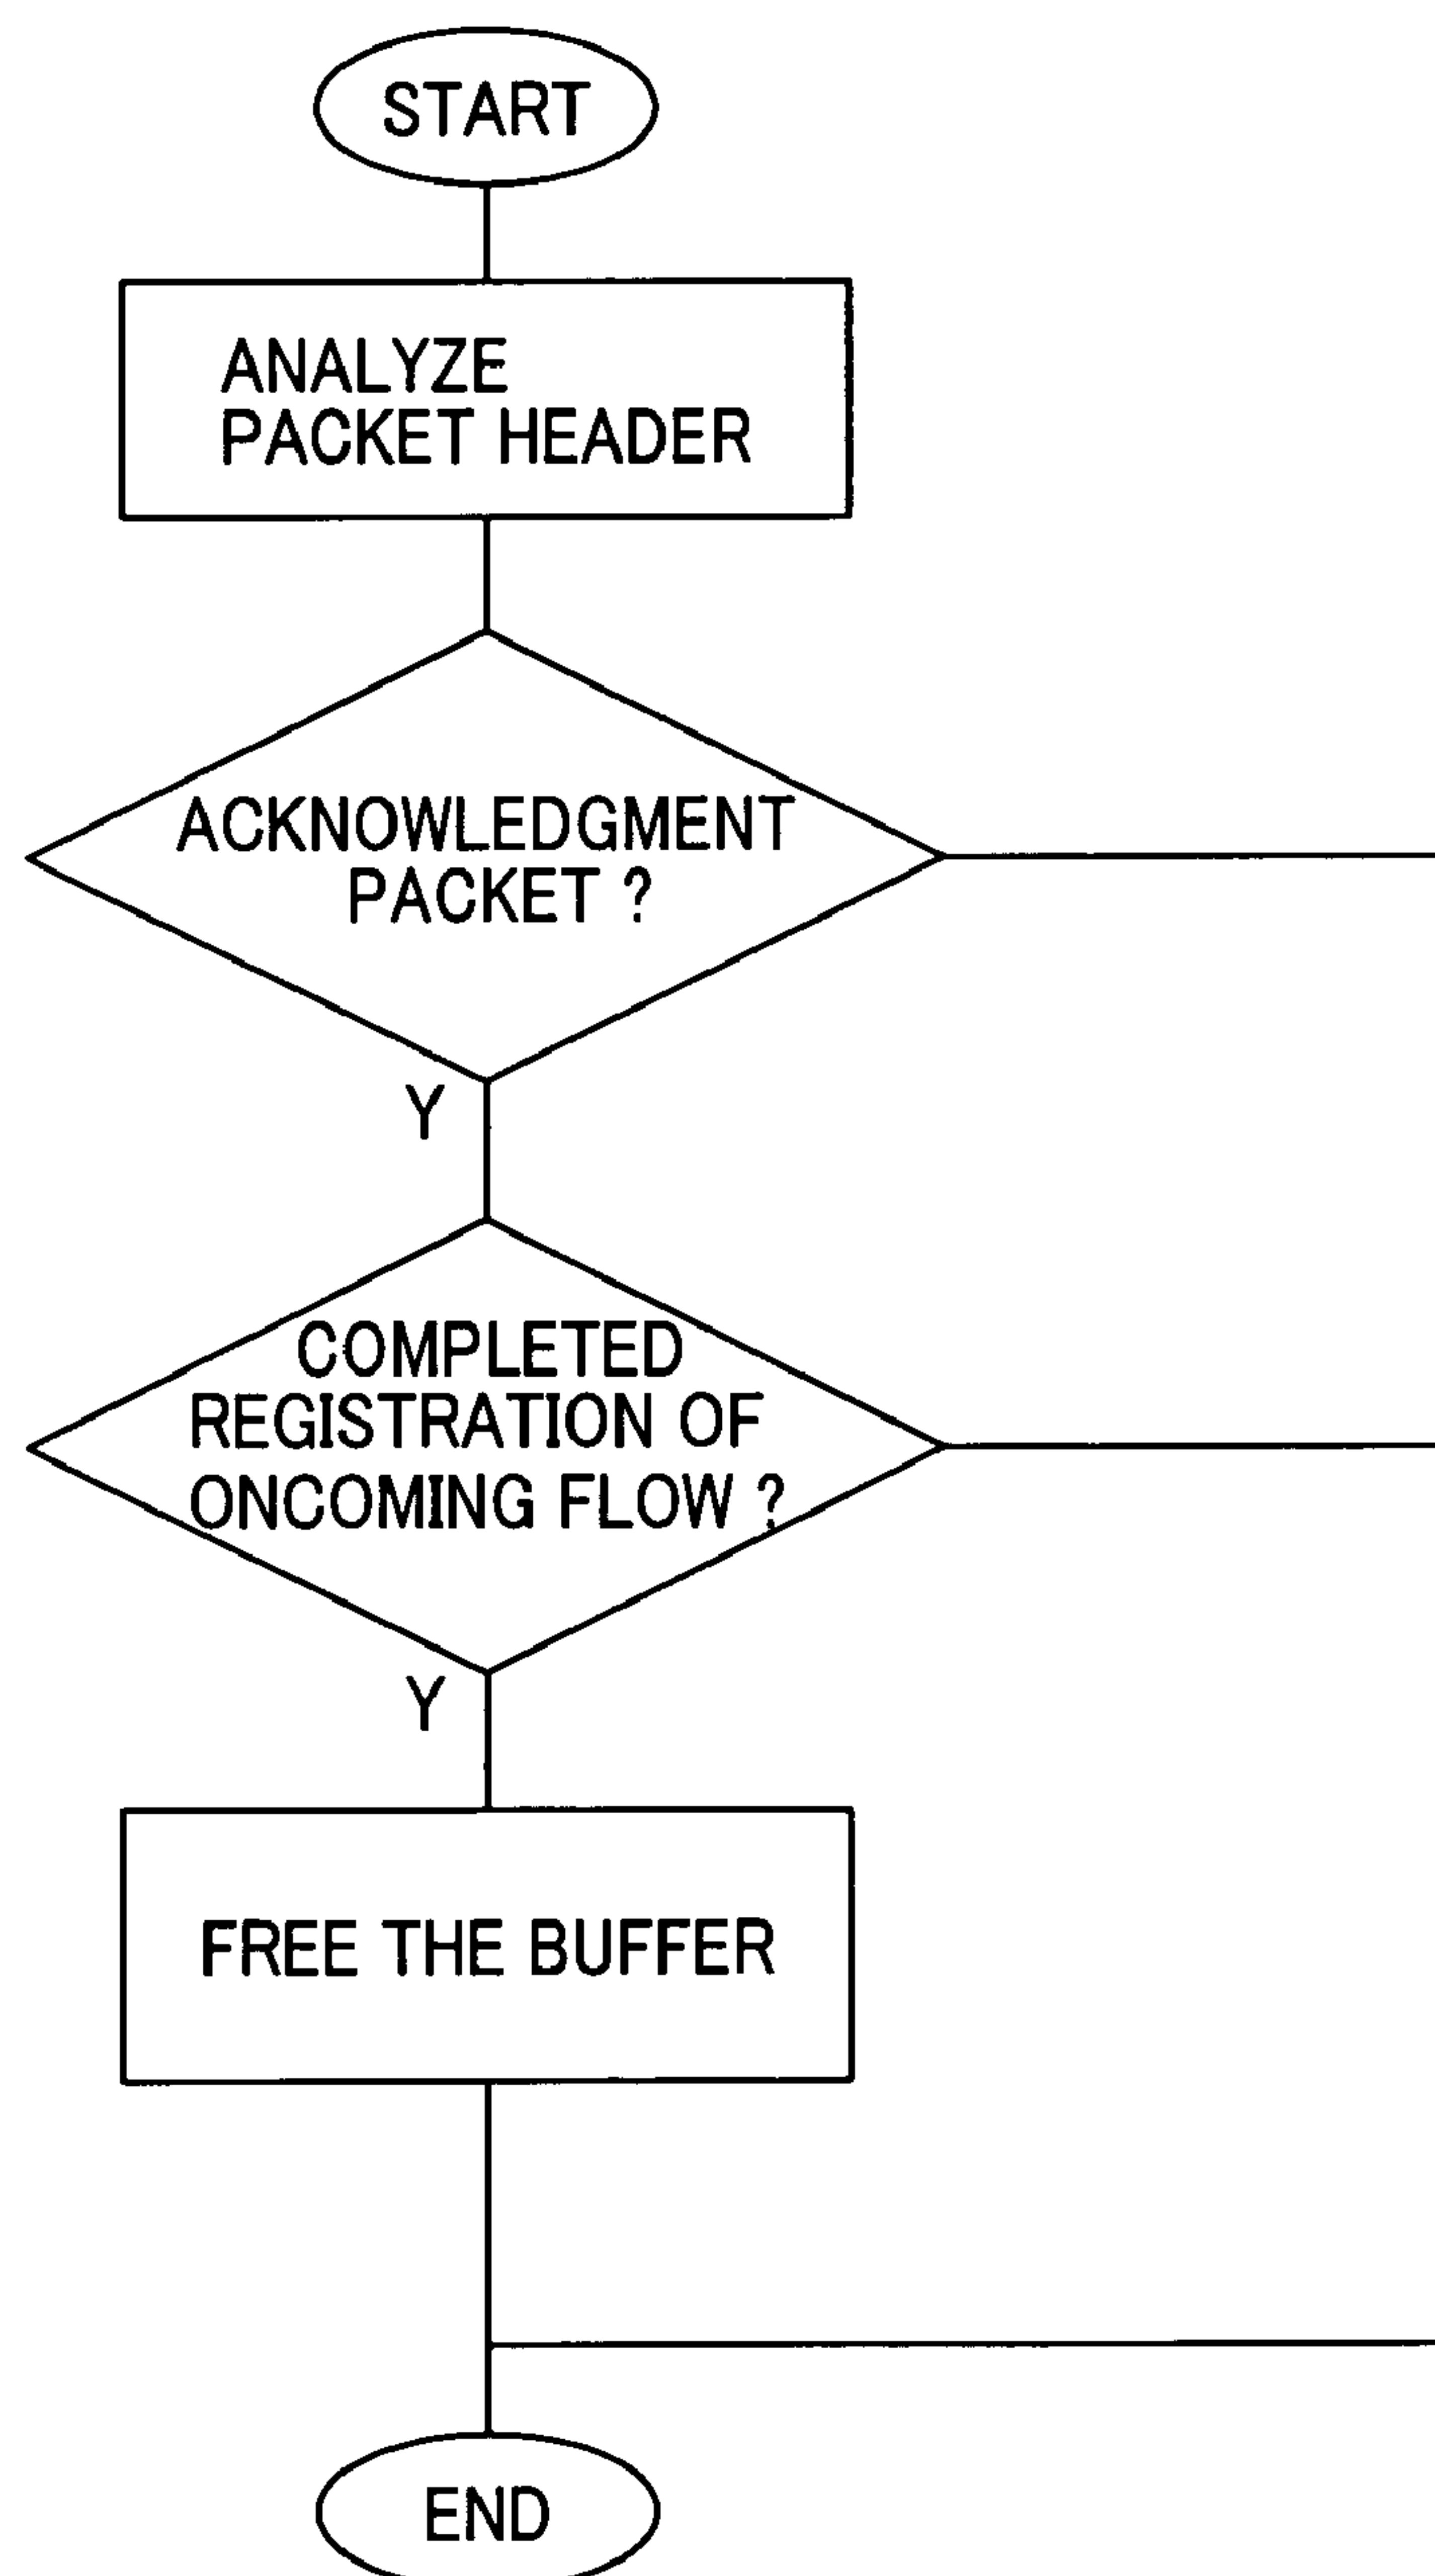 START
ANALYZE
PACKET HEADER
ACKNOWLEDGMENT
PACKET ?
Y
COMPLETED
REGISTRATION OF
ONCOMING FLOW ?
Y
FREE THE BUFFER
END